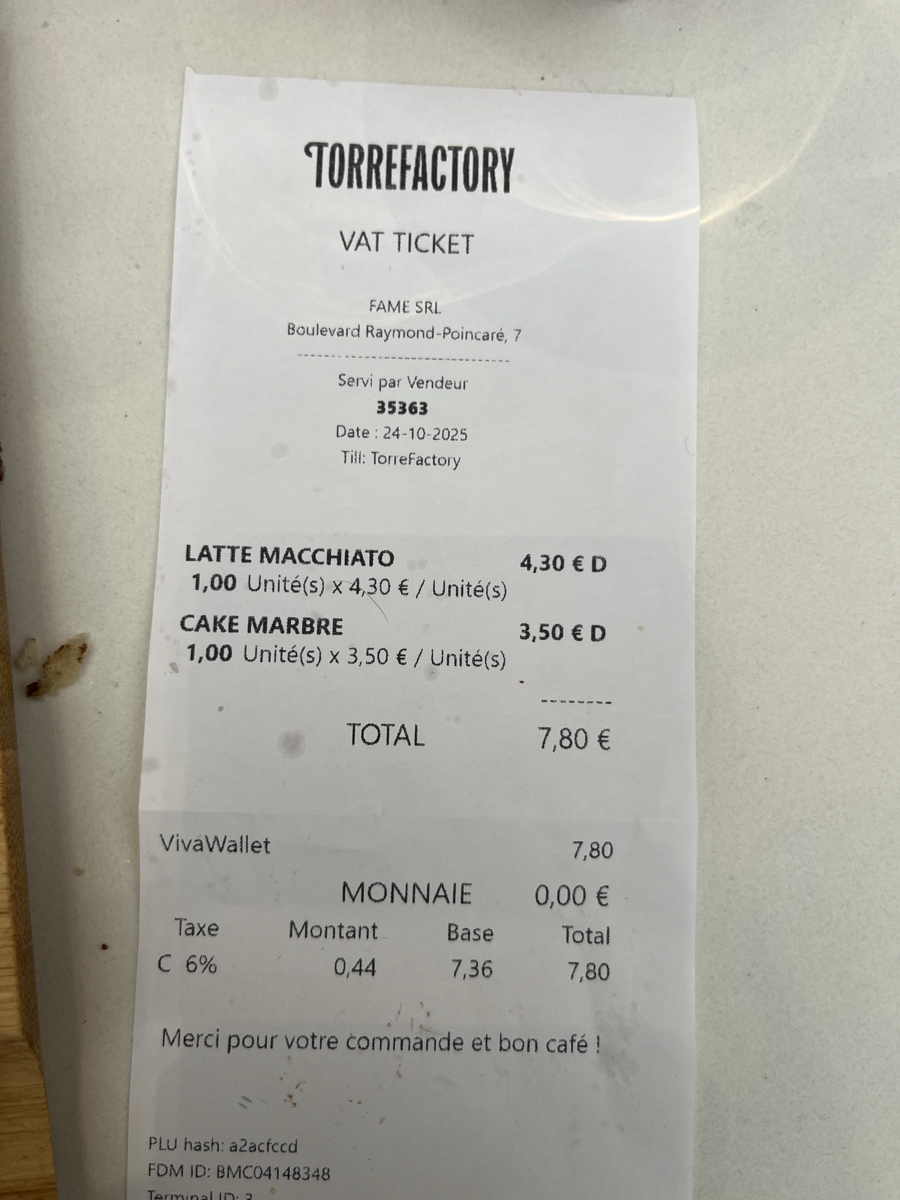 TORREFACTORY
VAT TICKET
FAME SRL
Boulevard Raymond-Poincaré, 7
--------------------------------
Servi par Vendeur
35363
Date : 24-10-2025
Till: TorreFactory
LATTE MACCHIATO 4,30 € D
1,00 Unité(s) x 4,30 € / Unité(s)
CAKE MARBRE 3,50 € D
1,00 Unité(s) x 3,50 € / Unité(s)
--------
TOTAL 7,80 €
VivaWallet 7,80
MONNAIE 0,00 €
Taxe Montant Base Total
C 6% 0,44 7,36 7,80
Merci pour votre commande et bon café !
PLU hash: a2acfccd
FDM ID: BMC04148348
Terminal ID: 3